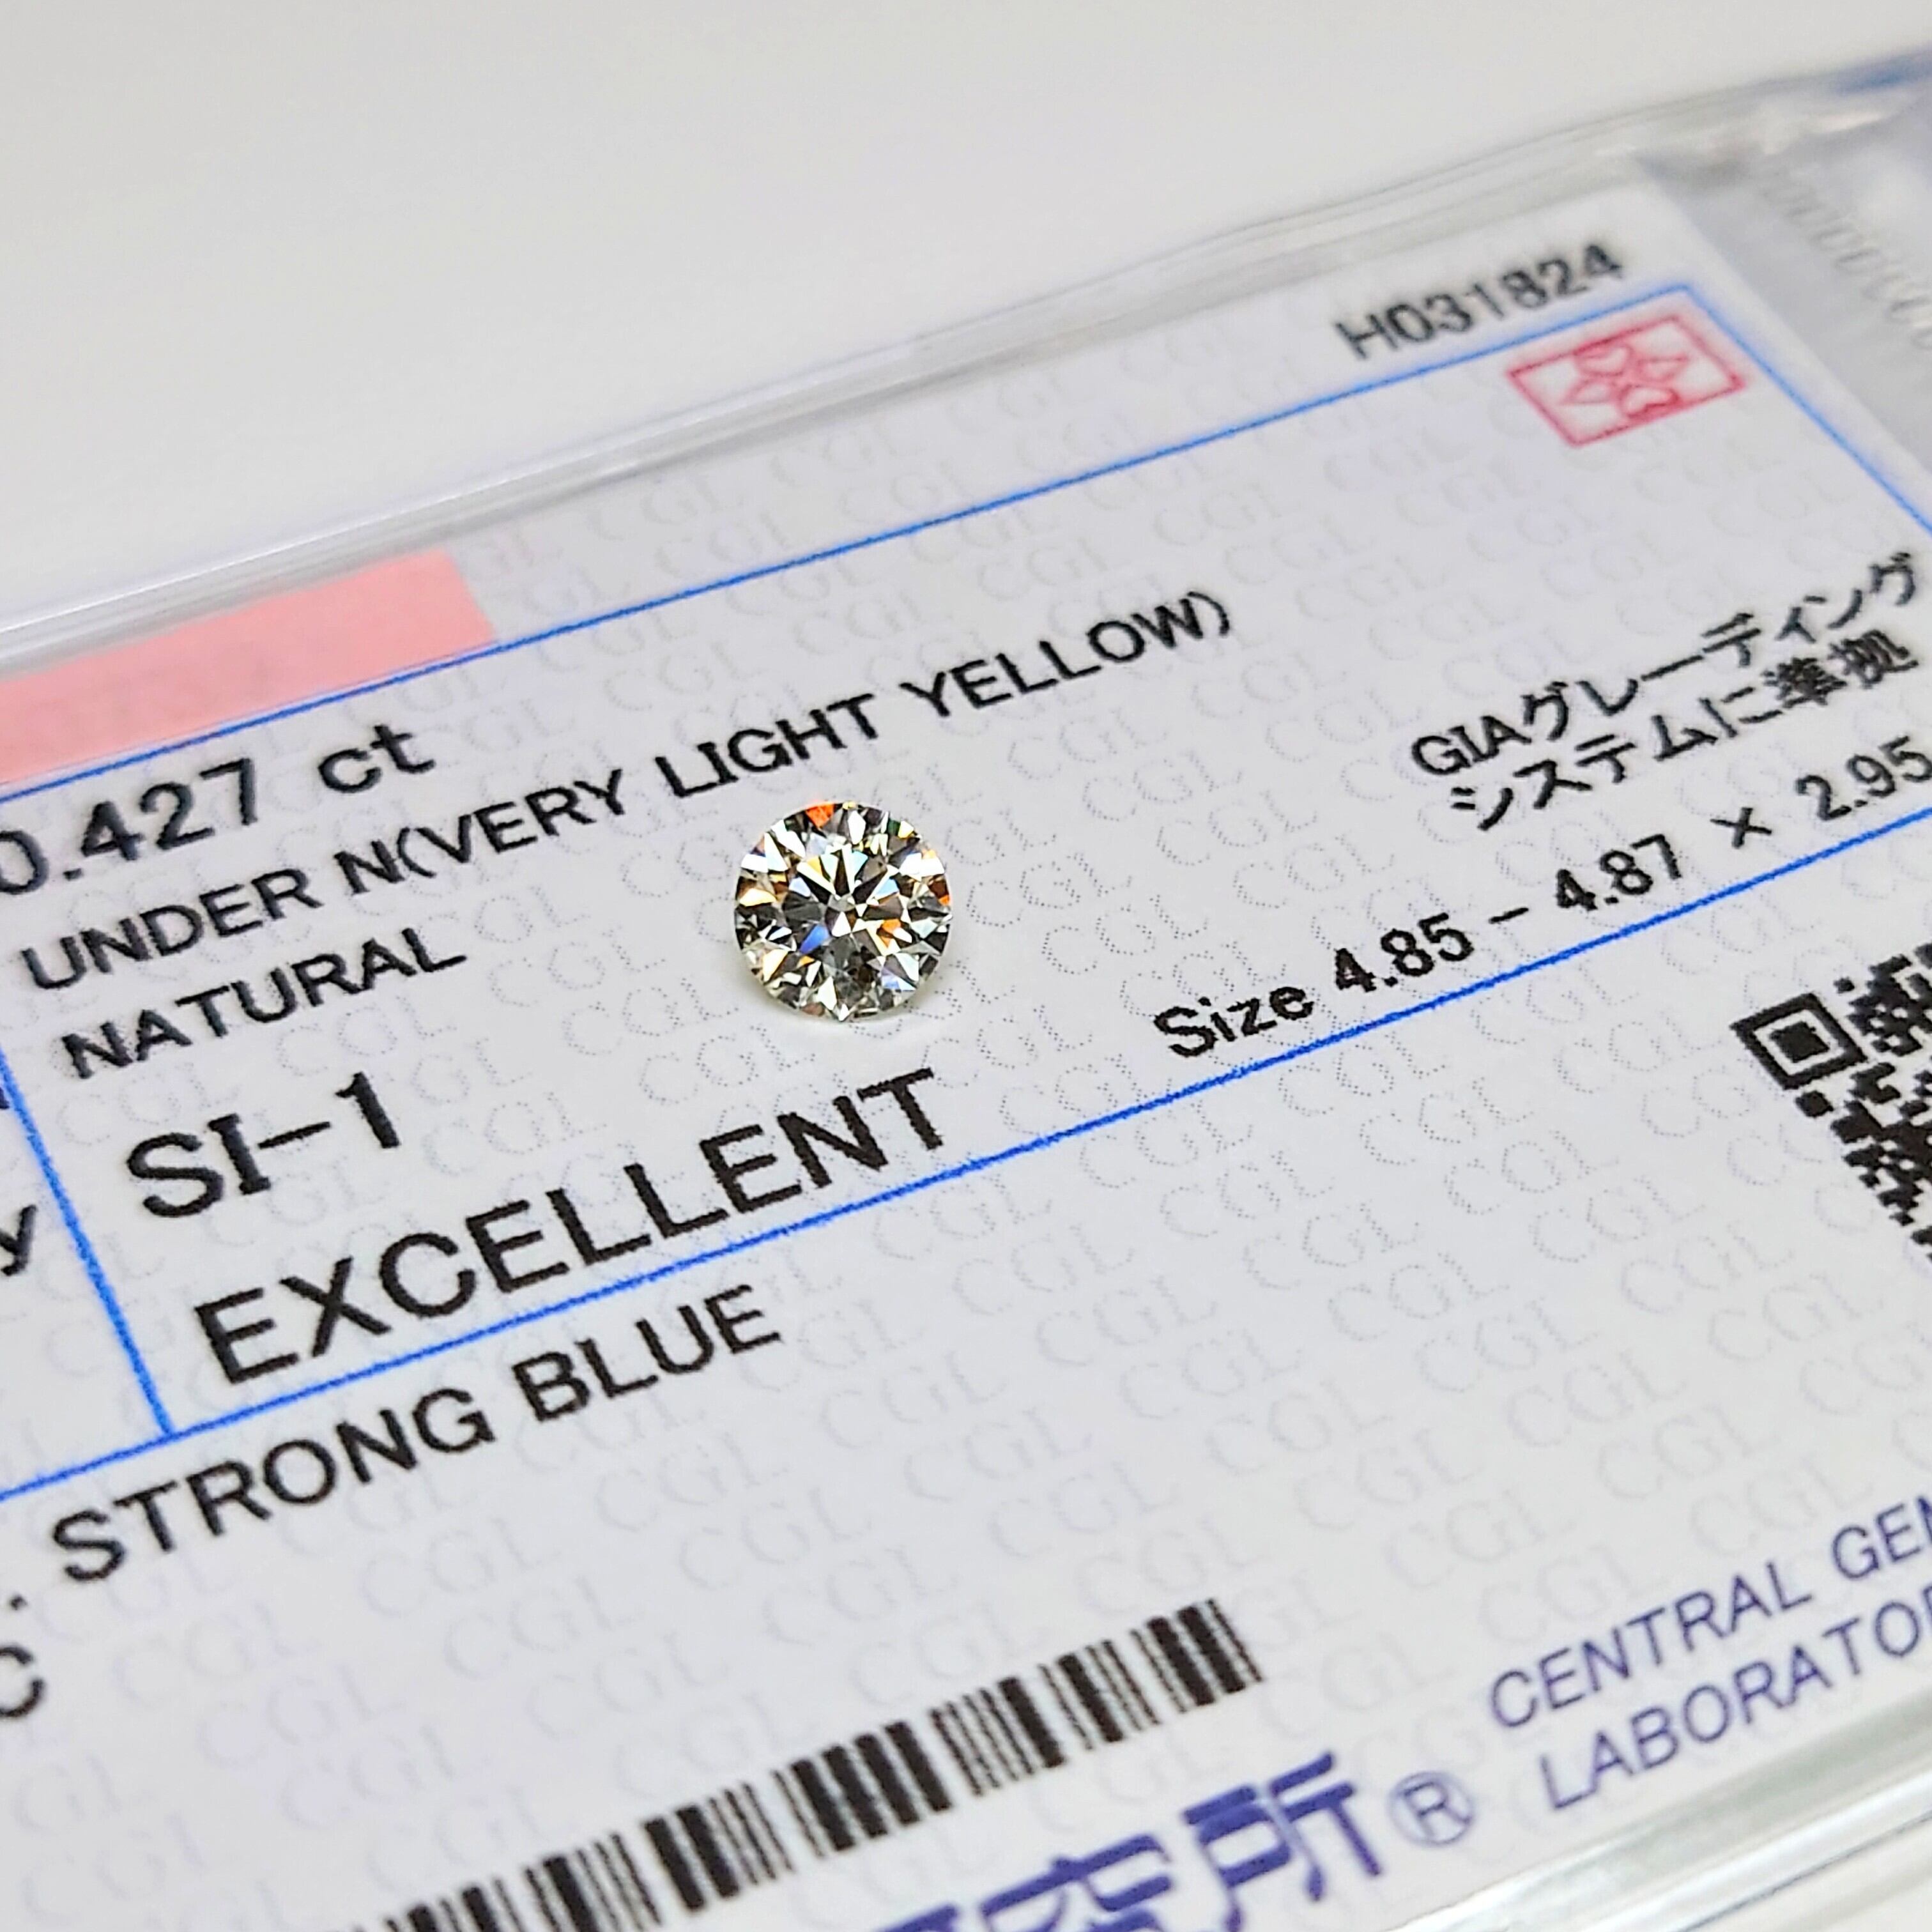 H031824
0.427 ct
UNDER N(VERY LIGHT YELLOW)
NATURAL
GIAグレーディング
システムに準拠
SI-1
Size 4.85 - 4.87 × 2.95
y
EXCELLENT
. STRONG BLUE
C
CENTRAL GEM
LABORATOR
究所®